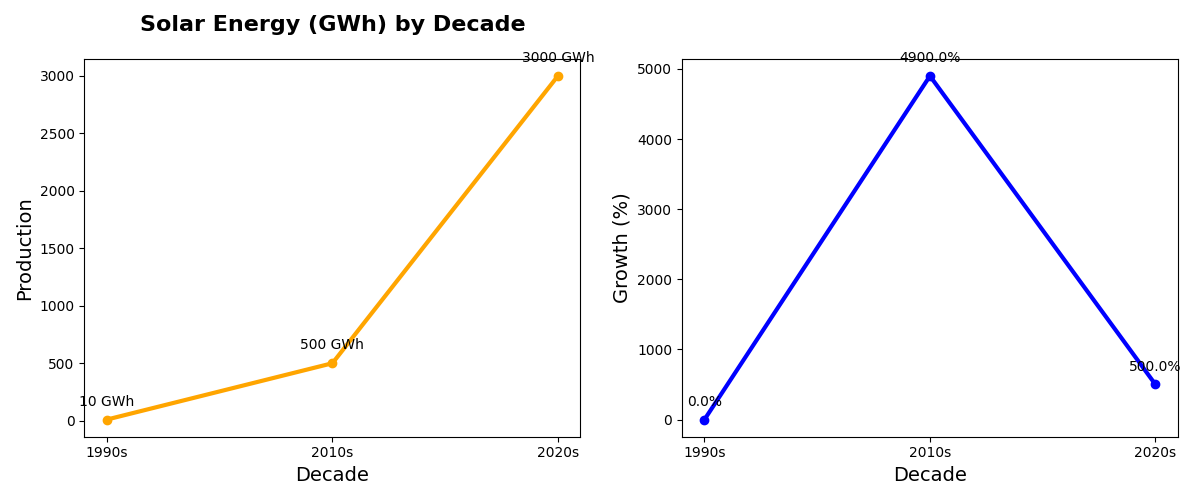 Solar Energy (GWh) by Decade
Production
3000
2500
2000
1500
1000
500
0
10 GWh
500 GWh
3000 GWh
1990s
2010s
2020s
Decade
Growth (%)
5000
4000
3000
2000
1000
0
0.0%
4900.0%
500.0%
1990s
2010s
2020s
Decade